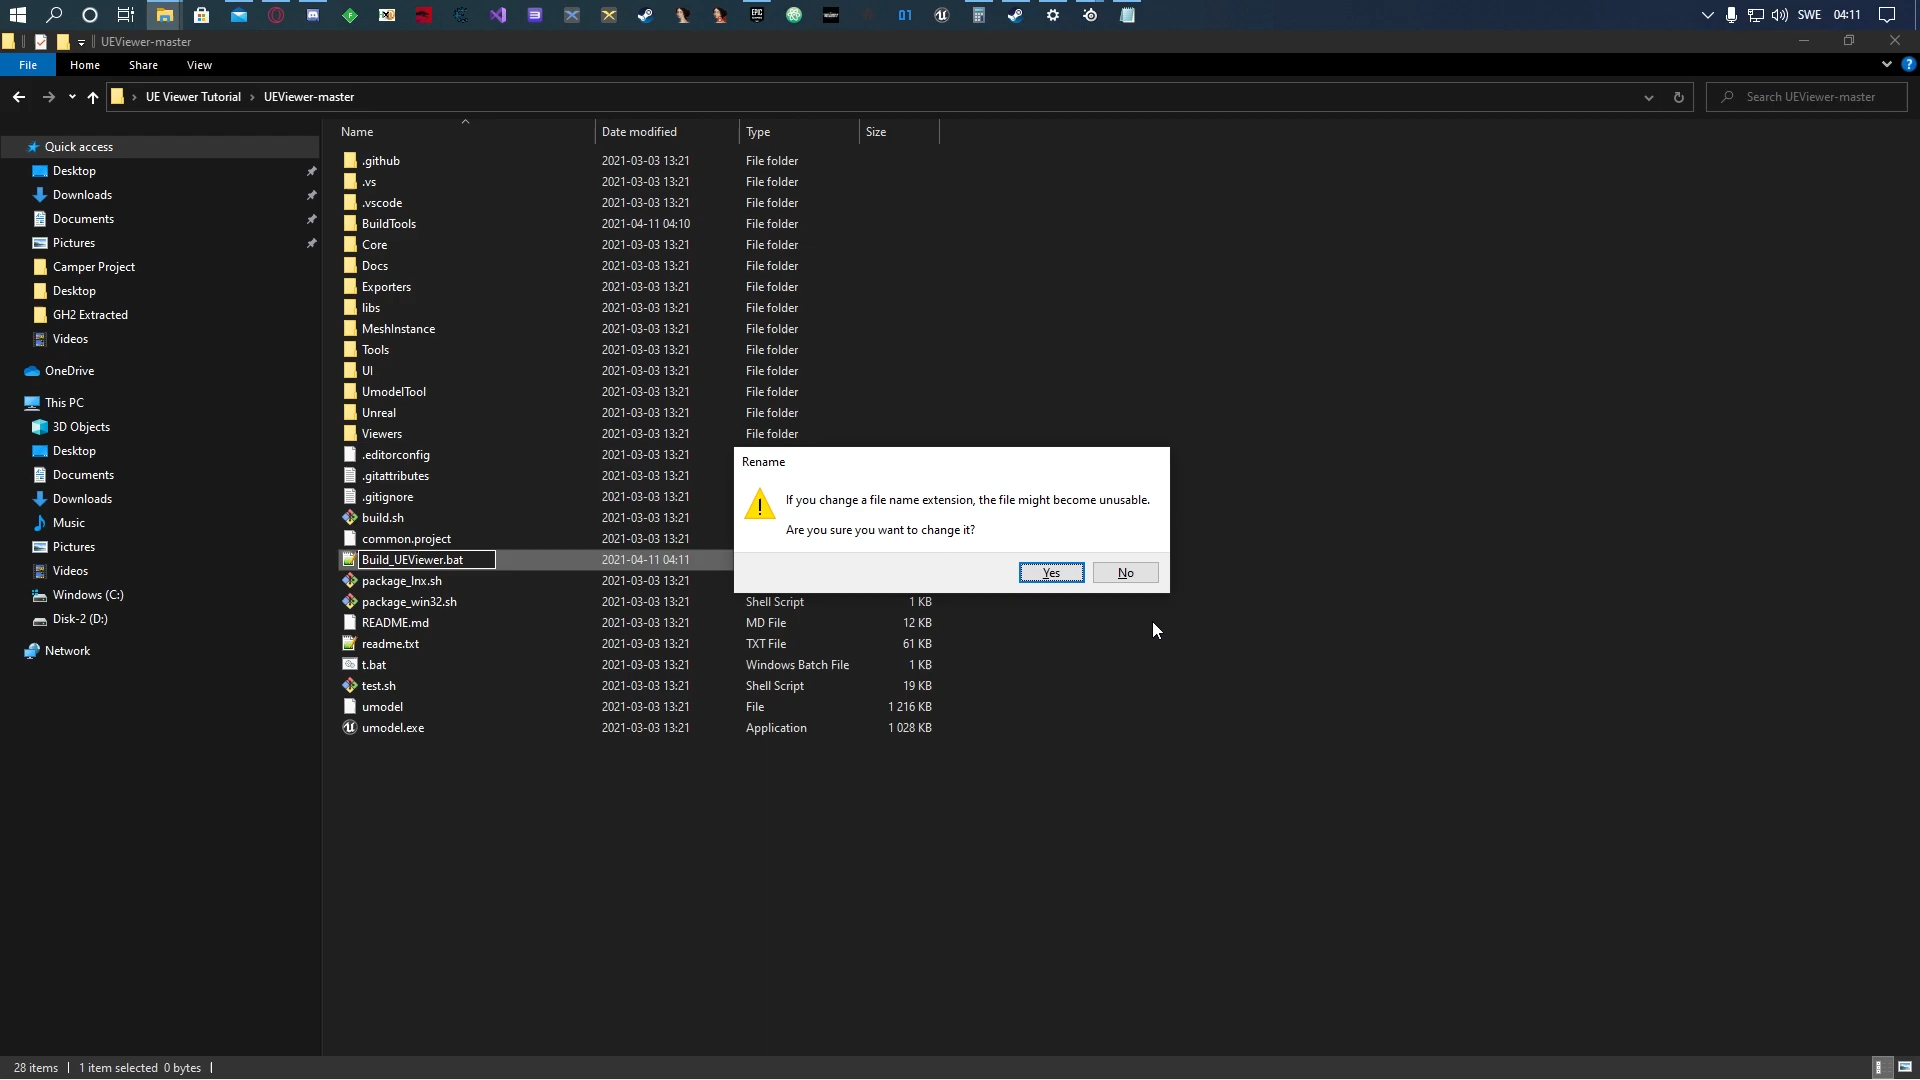 SWE 04:11
UEViewer-master
File Home Share View
UE Viewer Tutorial UEViewer-master Search UEViewer-master
Name Date modified Type Size
Quick access
Desktop
Downloads
Documents
Pictures
Camper Project
Desktop
GH2 Extracted
Videos
OneDrive
This PC
3D Objects
Desktop
Documents
Downloads
Music
Pictures
Videos
Windows (C:)
Disk-2 (D:)
Network
.github 2021-03-03 13:21 File folder
.vs 2021-03-03 13:21 File folder
.vscode 2021-03-03 13:21 File folder
BuildTools 2021-04-11 04:10 File folder
Core 2021-03-03 13:21 File folder
Docs 2021-03-03 13:21 File folder
Exporters 2021-03-03 13:21 File folder
libs 2021-03-03 13:21 File folder
MeshInstance 2021-03-03 13:21 File folder
Tools 2021-03-03 13:21 File folder
UI 2021-03-03 13:21 File folder
UmodelTool 2021-03-03 13:21 File folder
Unreal 2021-03-03 13:21 File folder
Viewers 2021-03-03 13:21 File folder
.editorconfig 2021-03-03 13:21
.gitattributes 2021-03-03 13:21
.gitignore 2021-03-03 13:21
build.sh 2021-03-03 13:21
common.project 2021-03-03 13:21
Build_UEViewer.bat 2021-04-11 04:11
package_lnx.sh 2021-03-03 13:21
package_win32.sh 2021-03-03 13:21 Shell Script 1 KB
README.md 2021-03-03 13:21 MD File 12 KB
readme.txt 2021-03-03 13:21 TXT File 61 KB
t.bat 2021-03-03 13:21 Windows Batch File 1 KB
test.sh 2021-03-03 13:21 Shell Script 19 KB
umodel 2021-03-03 13:21 File 1 216 KB
umodel.exe 2021-03-03 13:21 Application 1 028 KB
Rename
If you change a file name extension, the file might become unusable.
Are you sure you want to change it?
Yes No
28 items 1 item selected 0 bytes